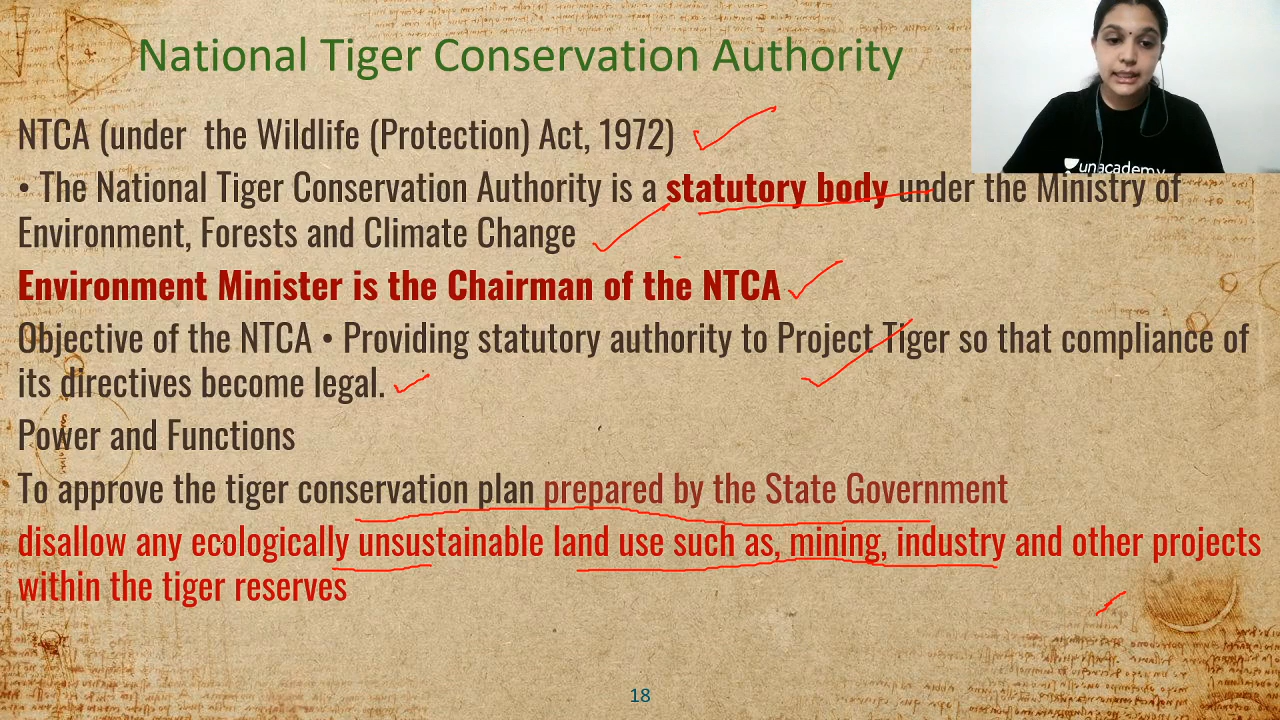 National Tiger Conservation Authority
unacademy
NTCA (under the Wildlife (Protection) Act, 1972)
• The National Tiger Conservation Authority is a statutory body under the Ministry of
Environment, Forests and Climate Change
Environment Minister is the Chairman of the NTCA
Objective of the NTCA • Providing statutory authority to Project Tiger so that compliance of
its directives become legal.
Power and Functions
To approve the tiger conservation plan prepared by the State Government
disallow any ecologically unsustainable land use such as, mining, industry and other projects
within the tiger reserves
18